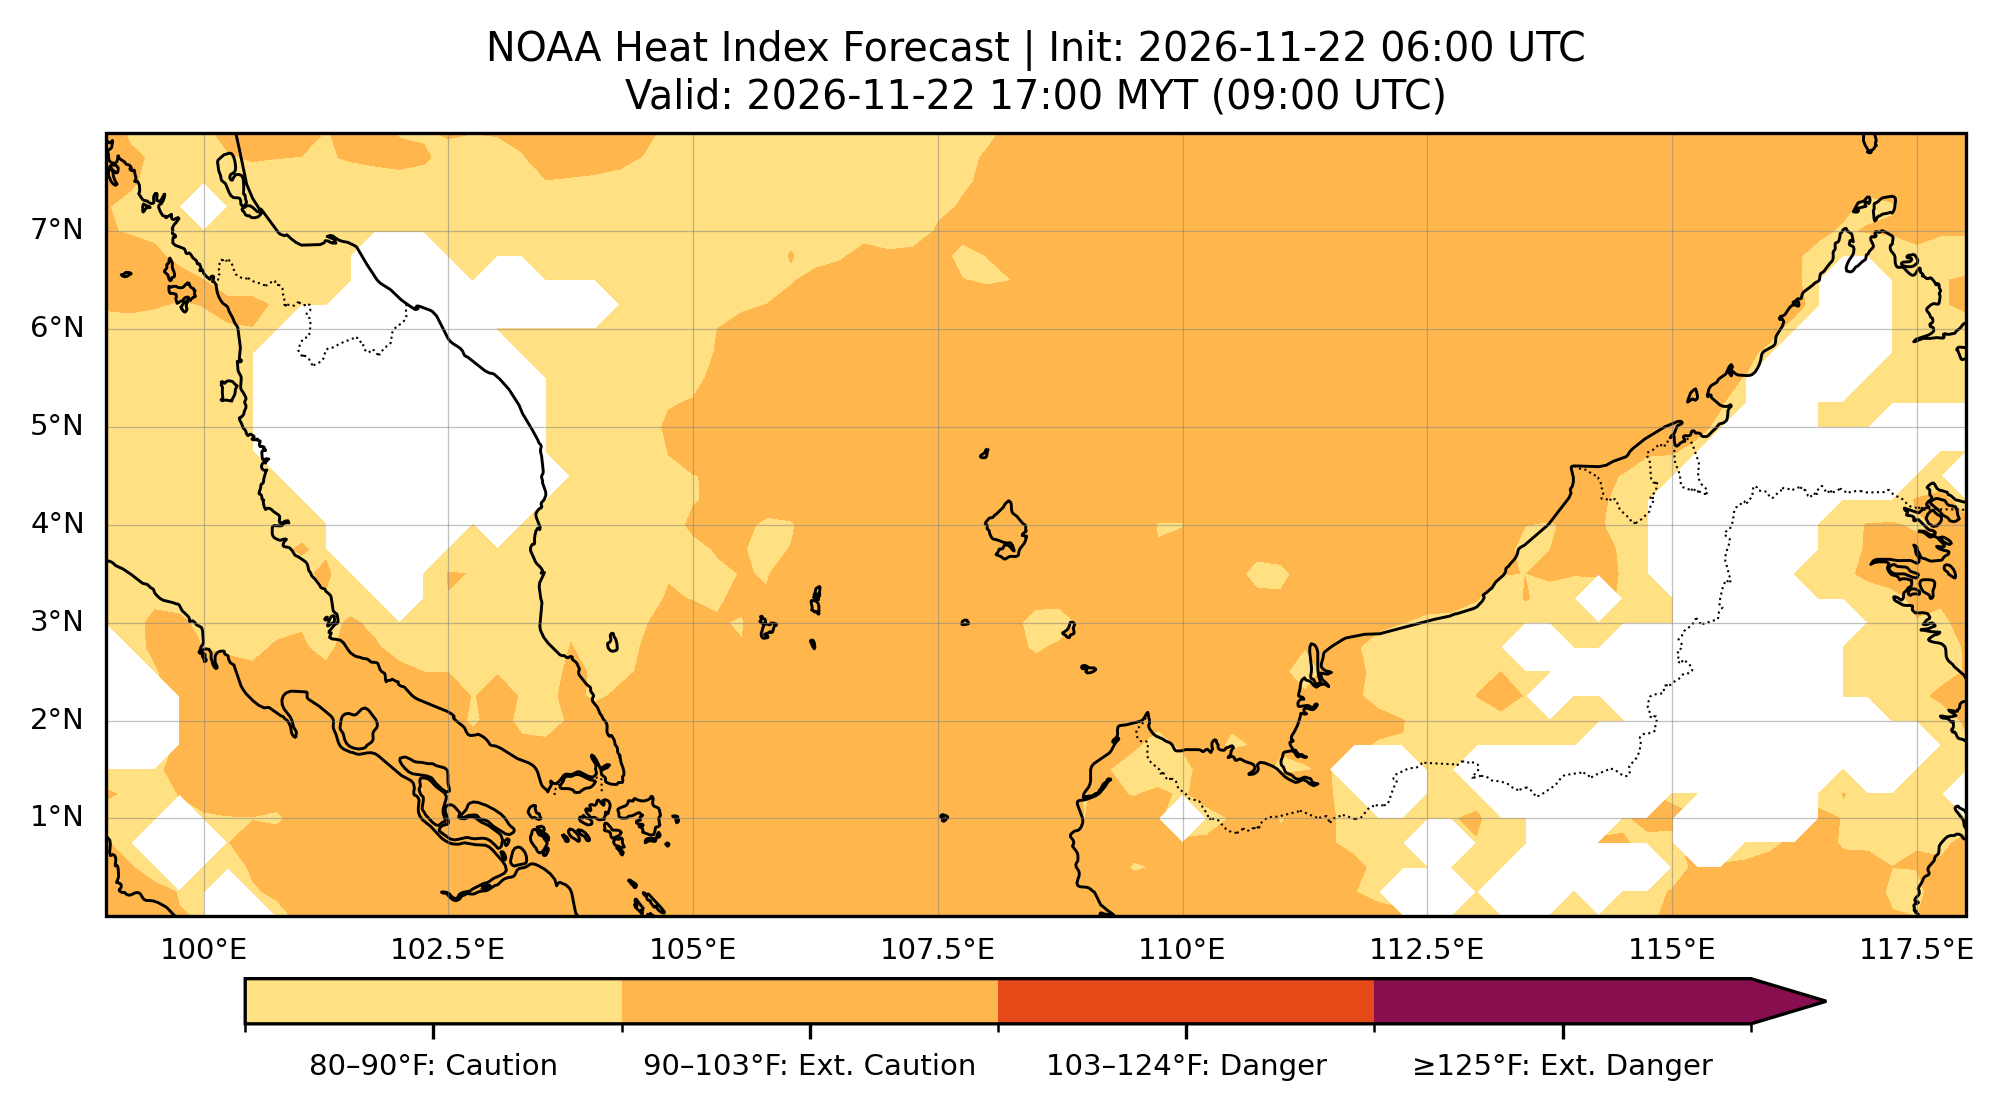 NOAA Heat Index Forecast | Init: 2026-11-22 06:00 UTC
Valid: 2026-11-22 17:00 MYT (09:00 UTC)
7°N
6°N
5°N
4°N
3°N
2°N
1°N
100°E 102.5°E 105°E 107.5°E 110°E 112.5°E 115°E 117.5°E
80–90°F: Caution 90–103°F: Ext. Caution 103–124°F: Danger ≥125°F: Ext. Danger